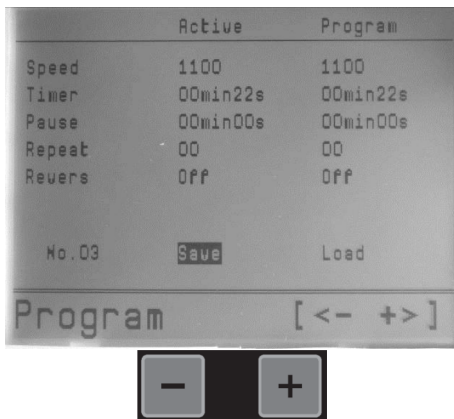 Active Program
Speed 1100 1100
Timer 00min22s 00min22s
Pause 00min00s 00min00s
Repeat 00 00
Revers Off Off
No.03 Save Load
Program [<- +>]
- +